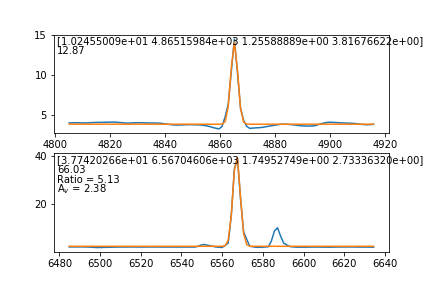 15
[1.02455009e+01 4.86515984e+03 1.25588889e+00 3.81676622e+00]
12.87
10
5
4800 4820 4840 4860 4880 4900 4920
40
[3.77420266e+01 6.56704606e+03 1.74952749e+00 2.73336320e+00]
66.03
Ratio = 5.13
Aᵥ = 2.38
20
6480 6500 6520 6540 6560 6580 6600 6620 6640